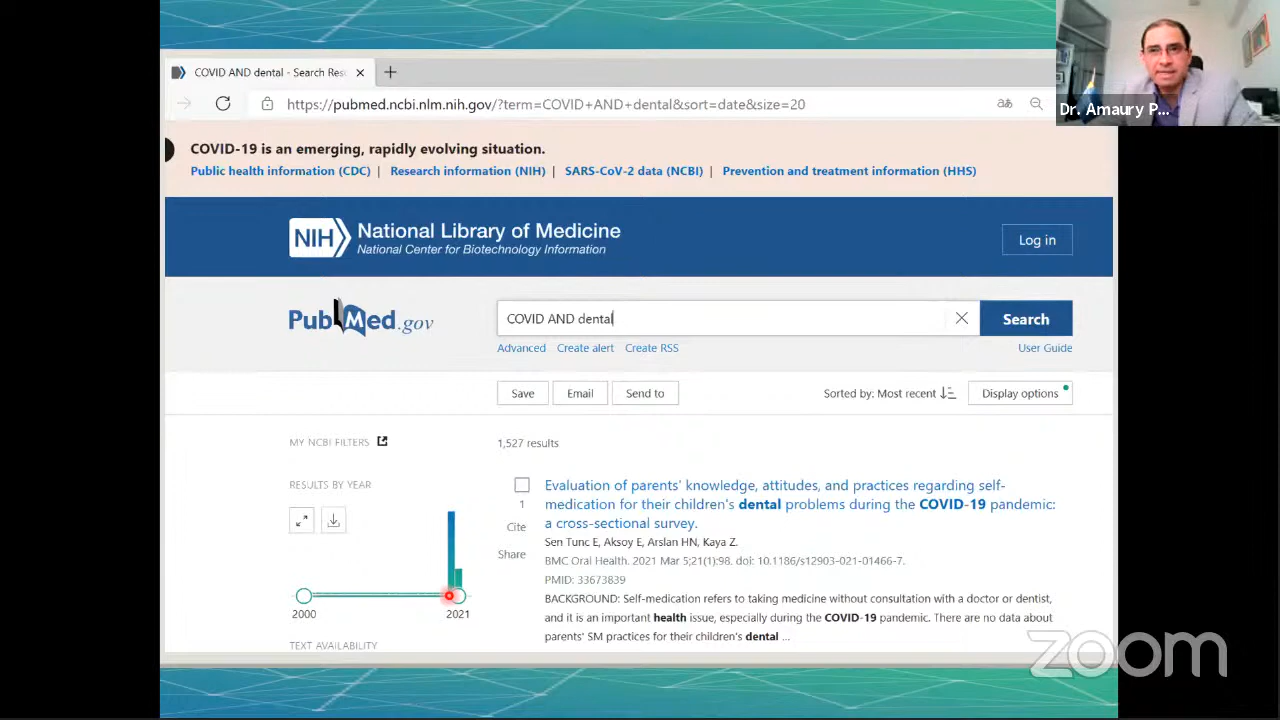 COVID AND dental - Search Res
https://pubmed.ncbi.nlm.nih.gov/?term=COVID+AND+dental&sort=date&size=20
Dr. Amaury P...
COVID-19 is an emerging, rapidly evolving situation.
Public health information (CDC) | Research information (NIH) | SARS-CoV-2 data (NCBI) | Prevention and treatment information (HHS)
NIH National Library of Medicine
National Center for Biotechnology Information
Log in
PubMed.gov
COVID AND dental
Search
Advanced Create alert Create RSS
User Guide
Save Email Send to
Sorted by: Most recent
Display options
MY NCBI FILTERS
1,527 results
RESULTS BY YEAR
2000
2021
TEXT AVAILABILITY
1
Cite
Share
Evaluation of parents' knowledge, attitudes, and practices regarding self-
medication for their children's dental problems during the COVID-19 pandemic:
a cross-sectional survey.
Sen Tunc E, Aksoy E, Arslan HN, Kaya Z.
BMC Oral Health. 2021 Mar 5;21(1):98. doi: 10.1186/s12903-021-01466-7.
PMID: 33673839
BACKGROUND: Self-medication refers to taking medicine without consultation with a doctor or dentist,
and it is an important health issue, especially during the COVID-19 pandemic. There are no data about
parents' SM practices for their children's dental ...
zoom